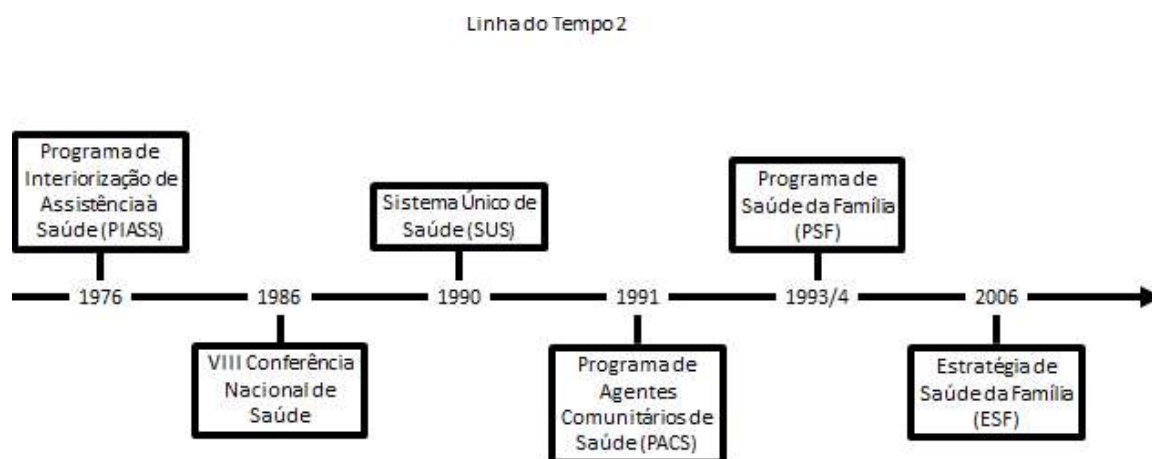 Linha do Tempo 2
Programa de
Interiorização de
Assistência à
Saúde (PIASS)
Sistema Único de
Saúde (SUS)
Programa de
Saúde da Família
(PSF)
1976
1986
1990
1991
1993/4
2006
VIII Conferência
Nacional de
Saúde
Programa de
Agentes
Comunitários de
Saúde (PACS)
Estratégia de
Saúde da Família
(ESF)